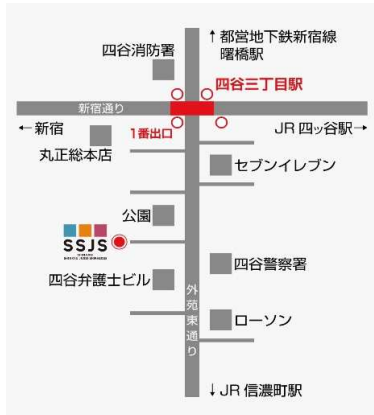 ↑都営地下鉄新宿線
曙橋駅
四谷消防署
四谷三丁目駅
新宿通り
←新宿
1番出口
JR四ッ谷駅→
丸正総本店
セブンイレブン
公園
SSJS
四谷警察署
四谷弁護士ビル
外苑東通り
ローソン
↓JR信濃町駅